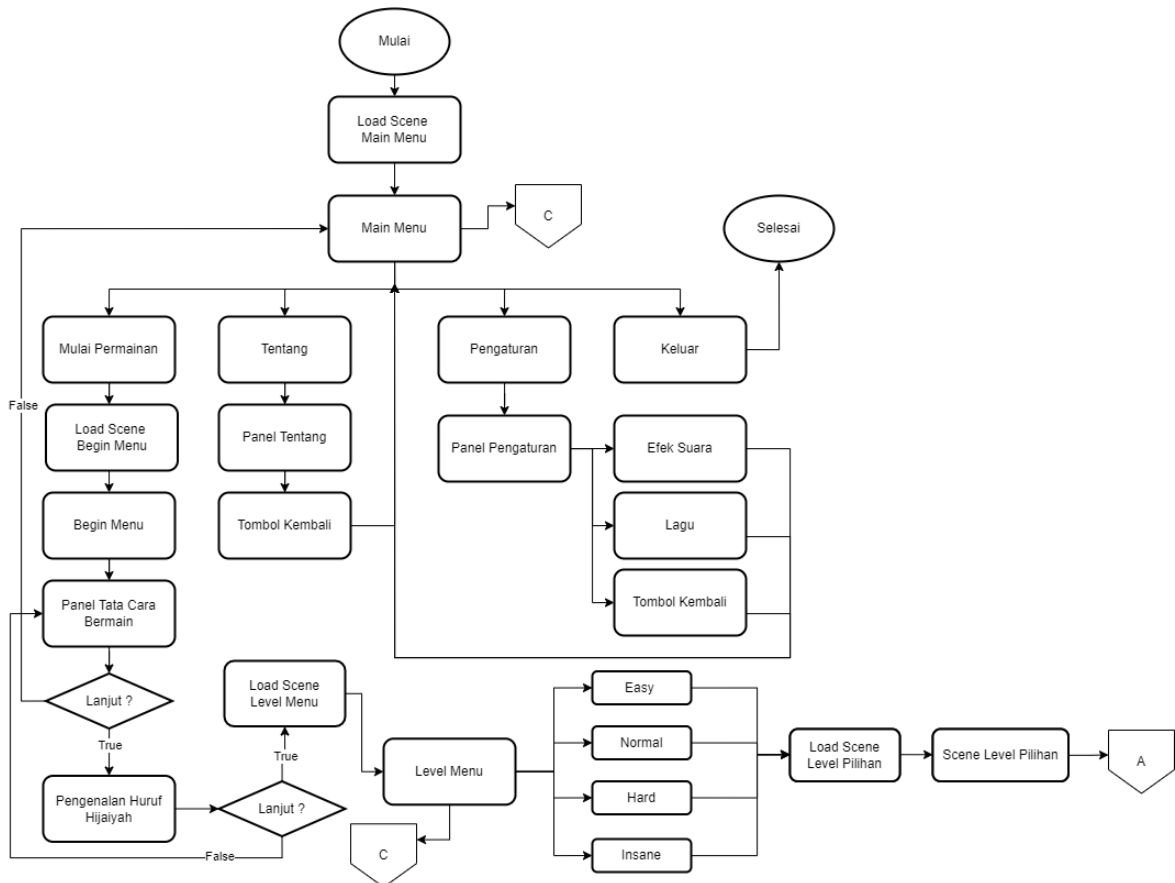 Mulai
Load Scene
Main Menu
Main Menu
C
Selesai
Mulai Permainan
Tentang
Pengaturan
Keluar
False
Load Scene
Begin Menu
Panel Tentang
Panel Pengaturan
Efek Suara
Begin Menu
Tombol Kembali
Lagu
Panel Tata Cara
Bermain
Tombol Kembali
Lanjut ?
Load Scene
Level Menu
Easy
True
True
Normal
Level Menu
Load Scene
Level Pilihan
Scene Level Pilihan
A
Pengenalan Huruf
Hijaiyah
Lanjut ?
Hard
False
C
Insane